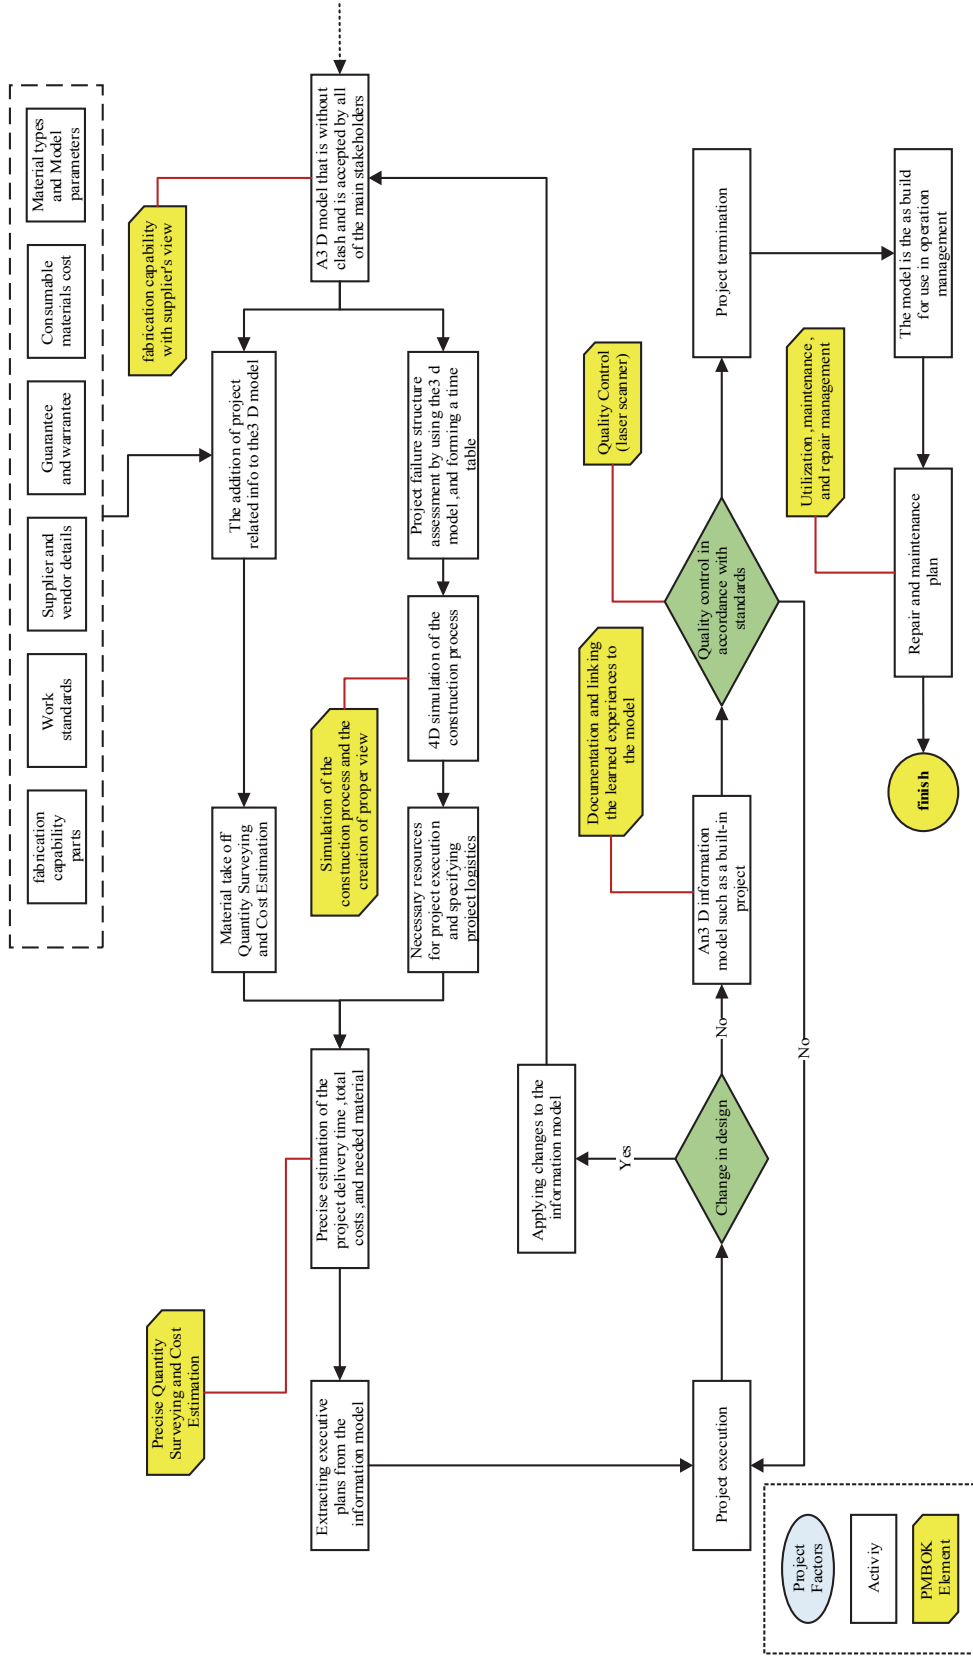 Material types
and Model
parameters
Consumable
materials cost
Guarantee
and warrantee
Supplier and
vendor details
Work
standards
fabrication
capability
parts
fabrication capability
with supplier's view
A3 D model that is without
clash and is accepted by all
of the main stakeholders
The addition of project
related info to the3 D model
Project failure structure
assessment by using the3 d
model ,and forming a time
table
4D simulation of the
construction process
Simulation of the
construction process and the
creation of proper view
Material take off
Quantity Surveying
and Cost Estimation
Necessary resources
for project execution
and specifying
project logistics
Precise estimation of the
project delivery time ,total
costs ,and needed material
Precise Quantity
Surveying and Cost
Estimation
Extracting executive
plans from the
information model
Project execution
Change in design
Yes
Applying changes to the
information model
No
An3 D information
model such as a built-in
project
Documentation and linking
the learned experiences to
the model
Quality control in
accordance with
standards
Quality Control
(laser scanner)
No
Project termination
The model is the as build
for use in operation
management
Utilization ,maintenance ,
and repair management
Repair and maintenance
plan
finish
Project
Factors
Activiy
PMBOK
Element